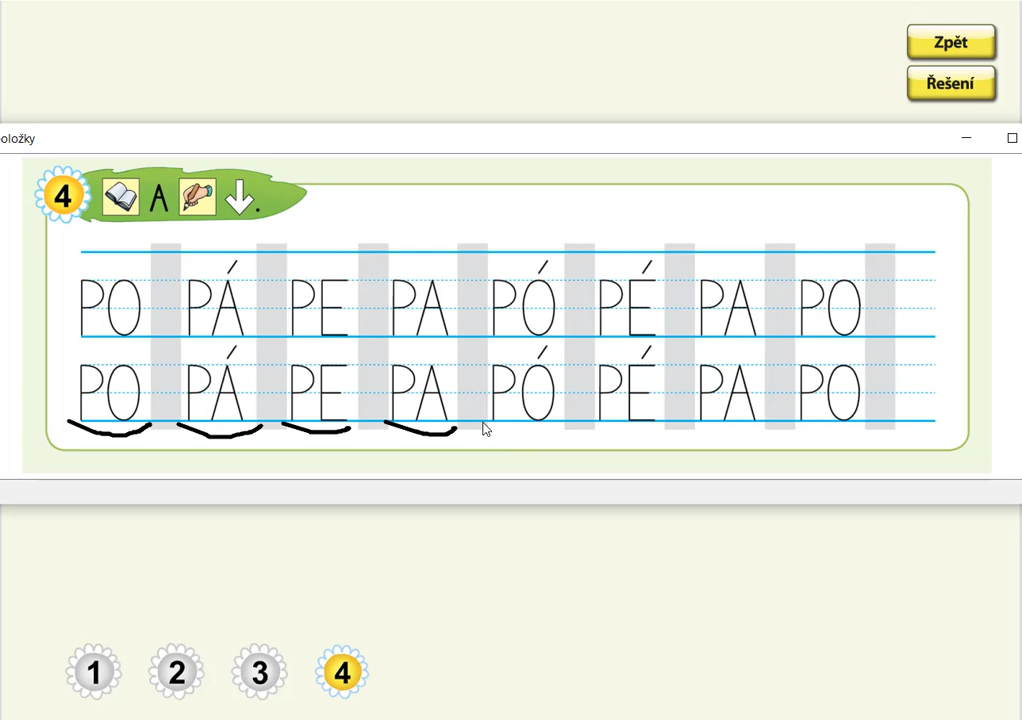 Zpět
Řešení
oložky
4 A .
PO PÁ PE PA PÓ PÉ PA PO
PO PÁ PE PA PÓ PÉ PA PO
1 2 3 4